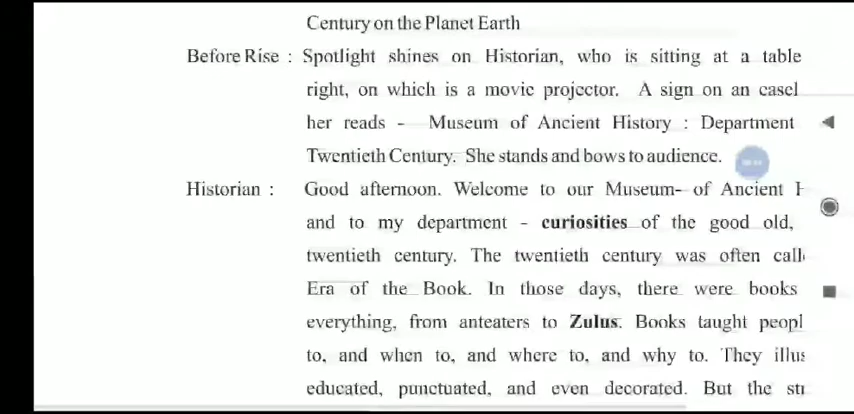 Century on the Planet Earth
Before Rise : Spotlight shines on Historian, who is sitting at a table
right, on which is a movie projector. A sign on an easel
her reads - Museum of Ancient History : Department
Twentieth Century. She stands and bows to audience.
Historian : Good afternoon. Welcome to our Museum- of Ancient
and to my department - curiosities of the good old,
twentieth century. The twentieth century was often
Era of the Book. In those days, there were books
everything, from anteaters to Zulus. Books taught
to, and when to, and where to, and why to. They
educated, punctuated, and even decorated. But the